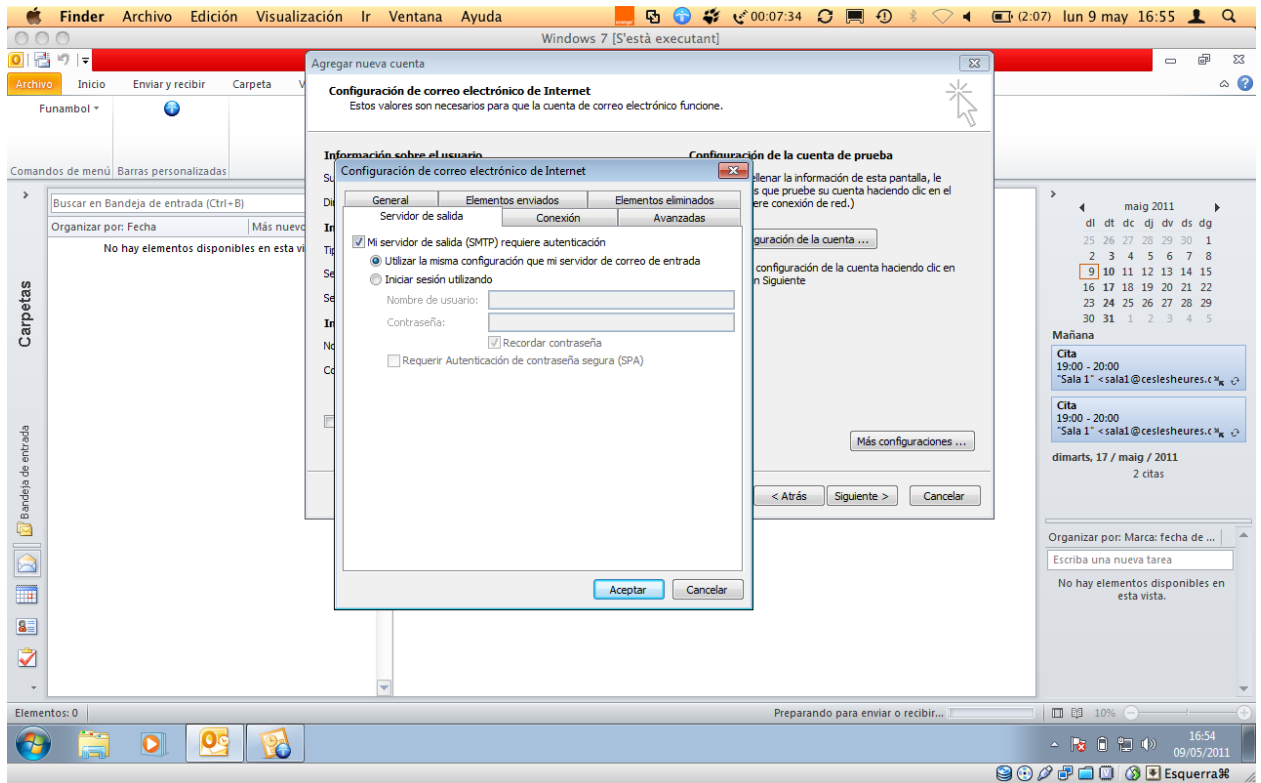 Finder Archivo Edición Visualización Ir Ventana Ayuda 00:07:34 (2:07) lun 9 may 16:55
Windows 7 [S'està executant]
Archivo Inicio Enviar y recibir Carpeta V
Funambol
Comandos de menú Barras personalizadas
Buscar en Bandeja de entrada (Ctrl+B)
Organizar por: Fecha Más nuevo
No hay elementos disponibles en esta vi
Carpetas
Bandeja de entrada
Agregar nueva cuenta
Configuración de correo electrónico de Internet
Estos valores son necesarios para que la cuenta de correo electrónico funcione.
Información sobre el usuario
Configuración de la cuenta de prueba
ellenar la información de esta pantalla, le
s que pruebe su cuenta haciendo clic en el
ere conexión de red.)
guración de la cuenta ...
configuración de la cuenta haciendo clic en
n Siguiente
Más configuraciones ...
< Atrás Siguiente > Cancelar
Configuración de correo electrónico de Internet
General Elementos enviados Elementos eliminados
Servidor de salida Conexión Avanzadas
Mi servidor de salida (SMTP) requiere autenticación
Utilizar la misma configuración que mi servidor de correo de entrada
Iniciar sesión utilizando
Nombre de usuario:
Contraseña:
Recordar contraseña
Requerir Autenticación de contraseña segura (SPA)
Aceptar Cancelar
maig 2011
dl dt dc dj dv ds dg
25 26 27 28 29 30 1
2 3 4 5 6 7 8
9 10 11 12 13 14 15
16 17 18 19 20 21 22
23 24 25 26 27 28 29
30 31 1 2 3 4 5
Mañana
Cita
19:00 - 20:00
"Sala 1" <sala1@ceslesheures.c
Cita
19:00 - 20:00
"Sala 1" <sala1@ceslesheures.c
dimarts, 17 / maig / 2011
2 citas
Organizar por: Marca: fecha de ...
Escriba una nueva tarea
No hay elementos disponibles en
esta vista.
Elementos: 0 Preparando para enviar o recibir... 10%
16:54
09/05/2011
Esquerra⌘